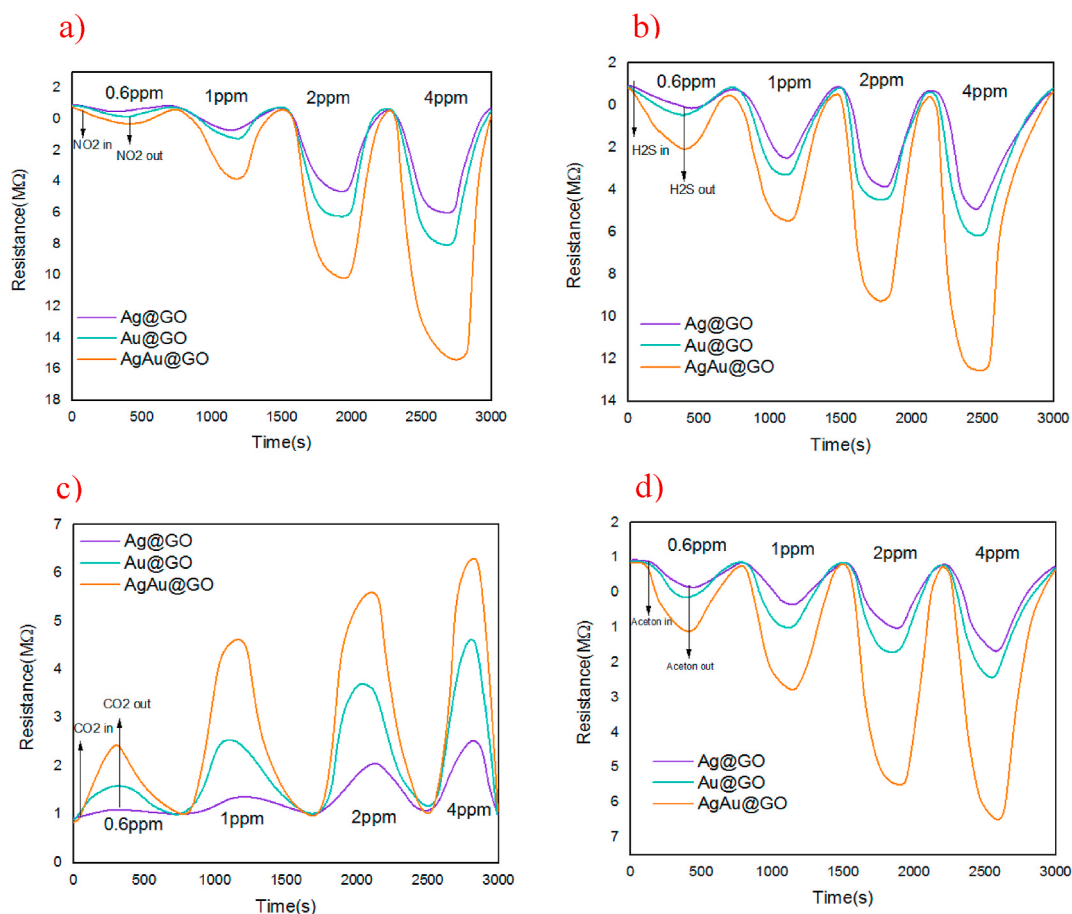 a)
2
0
2
4
6
8
10
12
14
16
18
0.6ppm
1ppm
2ppm
4ppm
NO2 in
NO2 out
Ag@GO
Au@GO
AgAu@GO
Resistance(MΩ)
0 500 1000 1500 2000 2500 3000
Time(s)
b)
2
0
2
4
6
8
10
12
14
0.6ppm
1ppm
2ppm
4ppm
H2S in
H2S out
Ag@GO
Au@GO
AgAu@GO
Resistance(MΩ)
0 500 1000 1500 2000 2500 3000
Time(s)
c)
7
6
5
4
3
2
1
0
Ag@GO
Au@GO
AgAu@GO
CO2 out
CO2 in
0.6ppm
1ppm
2ppm
4ppm
Resistance(MΩ)
0 500 1000 1500 2000 2500 3000
Time(s)
d)
2
1
0
1
2
3
4
5
6
7
0.6ppm
1ppm
2ppm
4ppm
Aceton in
Aceton out
Ag@GO
Au@GO
AgAu@GO
Resistance(MΩ)
0 500 1000 1500 2000 2500 3000
Time(s)